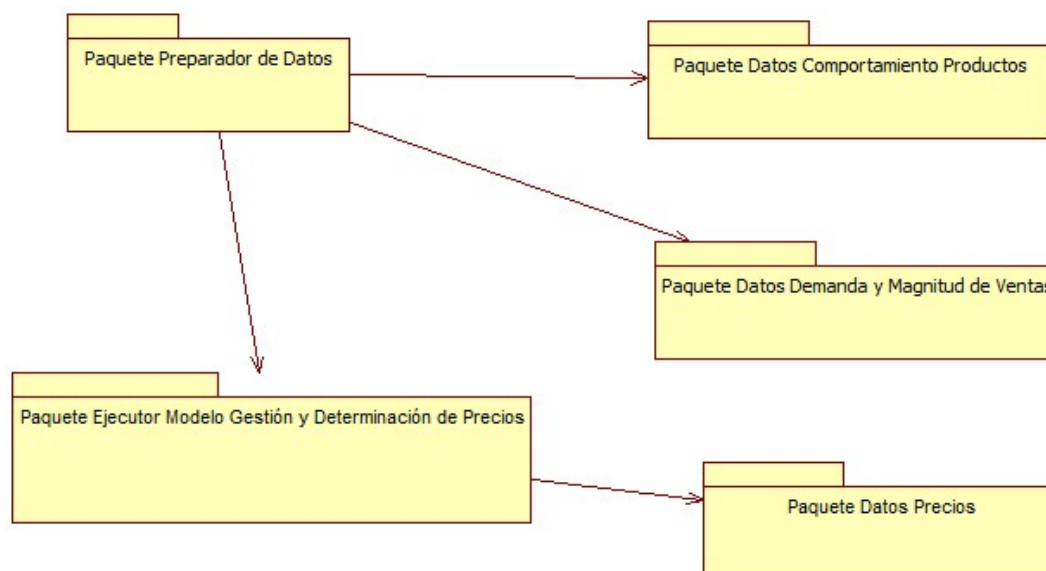 Paquete Preparador de Datos
Paquete Datos Comportamiento Productos
Paquete Datos Demanda y Magnitud de Ventas
Paquete Ejecutor Modelo Gestión y Determinación de Precios
Paquete Datos Precios